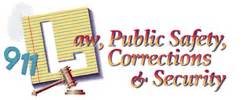 911
Law, Public Safety,
Corrections
& Security